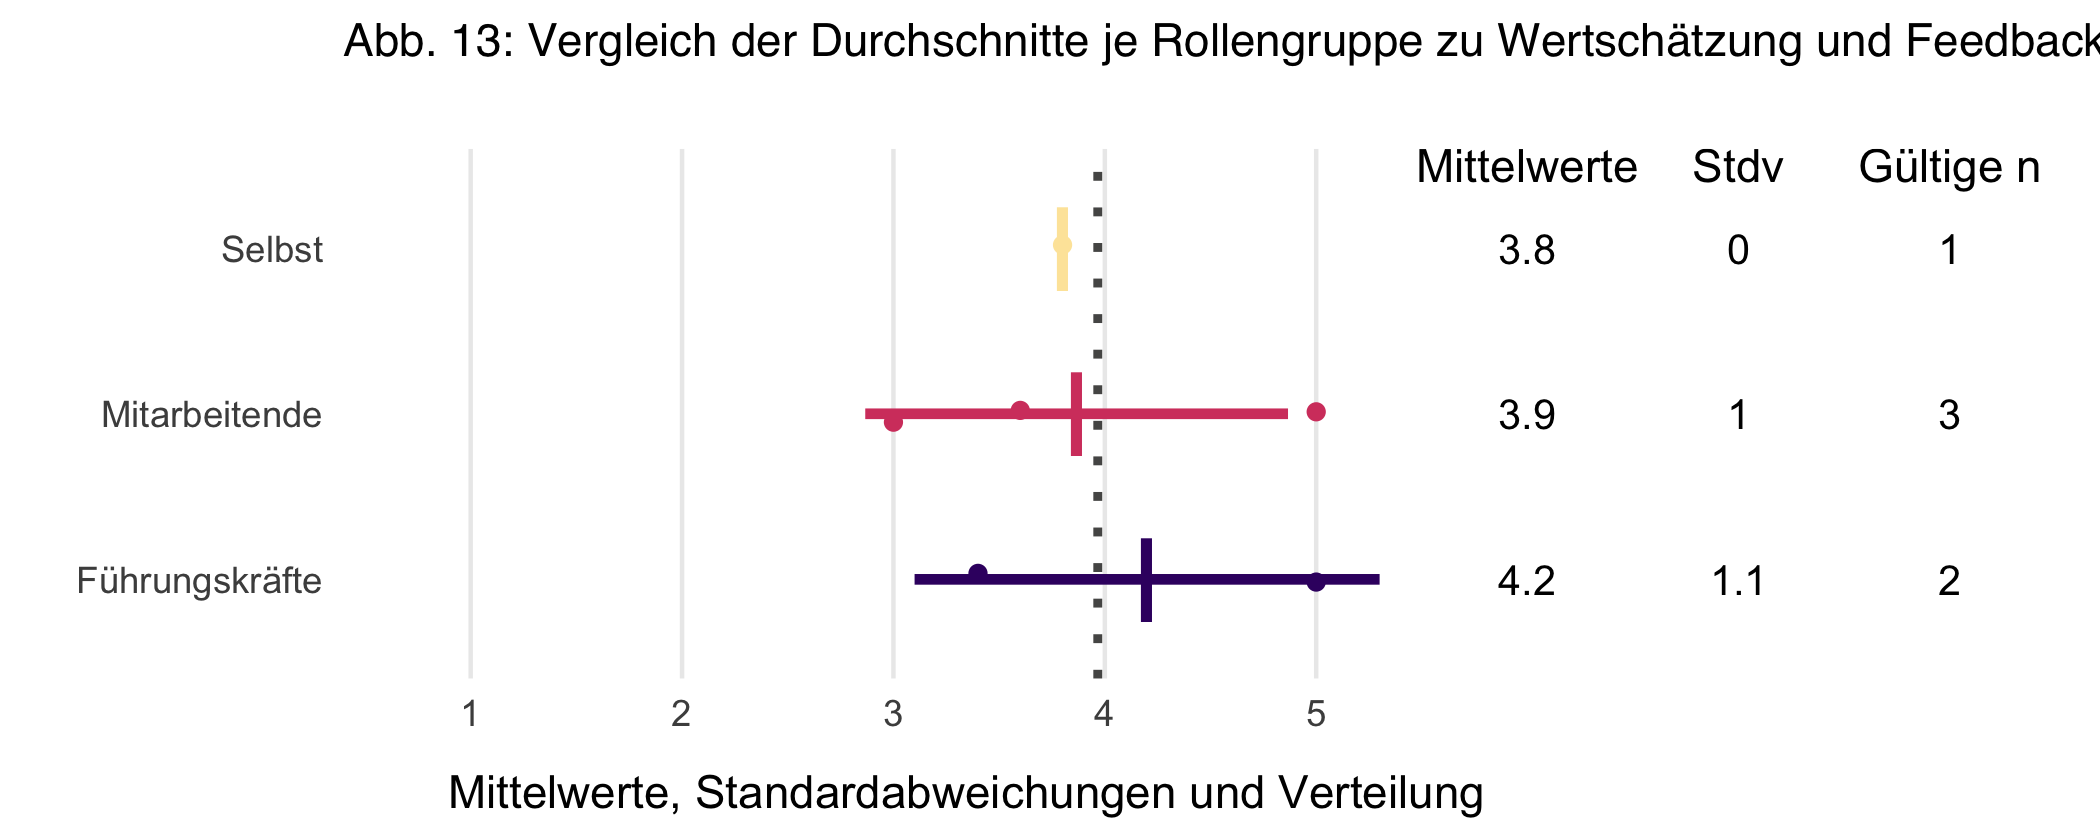 Abb. 13: Vergleich der Durchschnitte je Rollengruppe zu Wertschätzung und Feedback
Mittelwerte Stdv Gültige n
Selbst 3.8 0 1
Mitarbeitende 3.9 1 3
Führungskräfte 4.2 1.1 2
1 2 3 4 5
Mittelwerte, Standardabweichungen und Verteilung